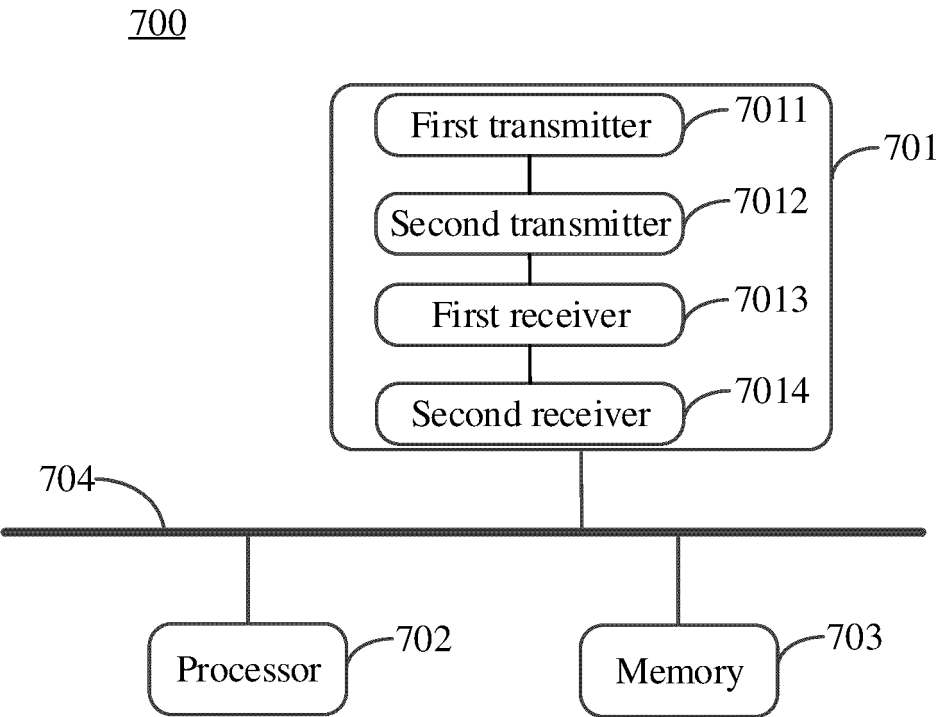 700
First transmitter
7011
701
Second transmitter
7012
First receiver
7013
Second receiver
7014
704
Processor
702
Memory
703